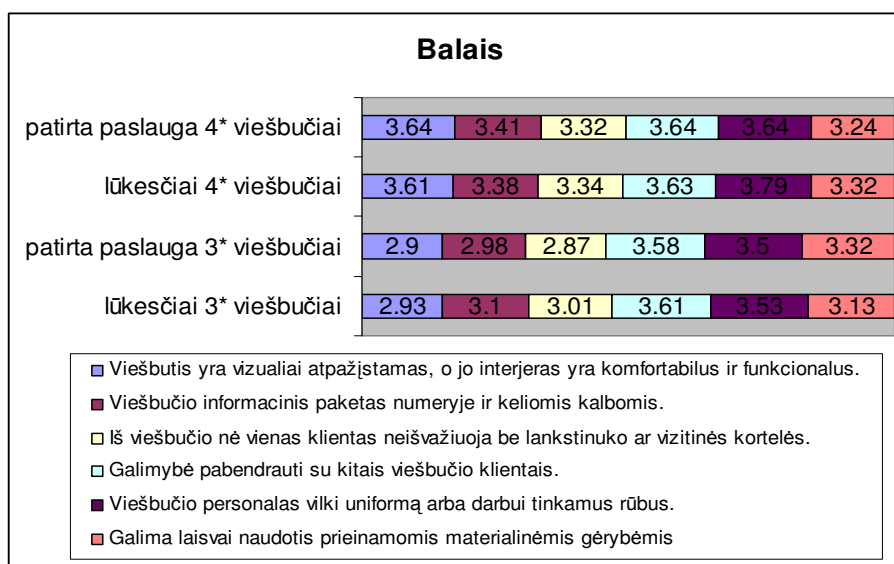 Balais
patirta paslauga 4* viešbučiai
3.64 3.41 3.32 3.64 3.64 3.24
lūkesčiai 4* viešbučiai
3.61 3.38 3.34 3.63 3.79 3.32
patirta paslauga 3* viešbučiai
2.9 2.98 2.87 3.58 3.5 3.32
lūkesčiai 3* viešbučiai
2.93 3.1 3.01 3.61 3.53 3.13
Viešbutis yra vizualiai atpažįstamas, o jo interjeras yra komfortabilus ir funkcionalus.
Viešbučio informacinis paketas numeryje ir keliomis kalbomis.
Iš viešbučio nė vienas klientas neišvažiuoja be lankstinuko ar vizitinės kortelės.
Galimybė pabendrauti su kitais viešbučio klientais.
Viešbučio personalas vilki uniformą arba darbui tinkamus rūbus.
Galima laisvai naudotis prieinamomis materialinėmis gėrybėmis